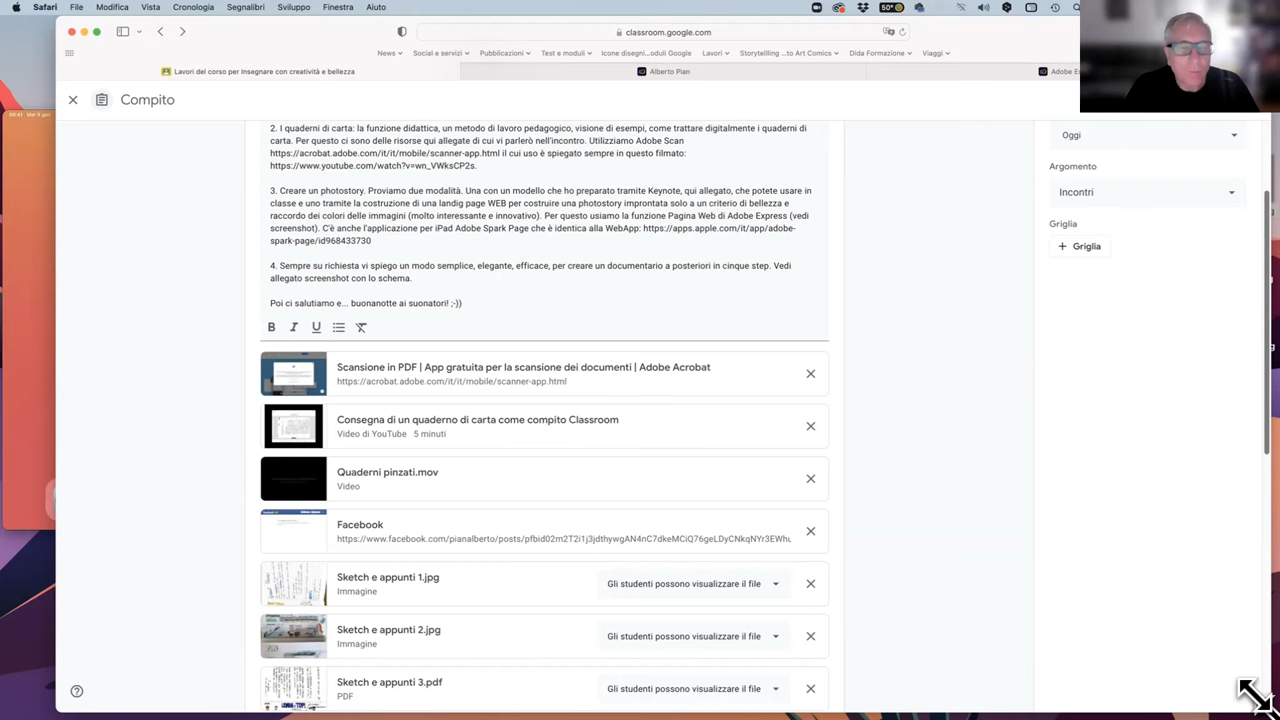 Safari File Modifica Vista Cronologia Segnalibri Sviluppo Finestra Aiuto
50°
classroom.google.com
News Social e servizi Pubblicazioni Test e moduli Icone disegni...oduli Google Lavori Storytellling ...to Art Comics Dida Formazione Viaggi
Lavori del corso per Insegnare con creatività e bellezza
Alberto Pian
Compito
Oggi
Argomento
Incontri
Griglia
+ Griglia
2. I quaderni di carta: la funzione didattica, un metodo di lavoro pedagogico, visione di esempi, come trattare digitalmente i quaderni di
carta. Per questo ci sono delle risorse qui allegate di cui vi parlerò nell'incontro. Utilizziamo Adobe Scan
https://acrobat.adobe.com/it/it/mobile/scanner-app.html il cui uso è spiegato sempre in questo filmato:
https://www.youtube.com/watch?v=wn_VWksCP2s.
3. Creare un photostory. Proviamo due modalità. Una con un modello che ho preparato tramite Keynote, qui allegato, che potete usare in
classe e uno tramite la costruzione di una landig page WEB per costruire una photostory improntata solo a un criterio di bellezza e
raccordo dei colori delle immagini (molto interessante e innovativo). Per questo usiamo la funzione Pagina Web di Adobe Express (vedi
screenshot). C'è anche l'applicazione per iPad Adobe Spark Page che è identica alla WebApp: https://apps.apple.com/it/app/adobe-
spark-page/id968433730
4. Sempre su richiesta vi spiego un modo semplice, elegante, efficace, per creare un documentario a posteriori in cinque step. Vedi
allegato screenshot con lo schema.
Poi ci salutiamo e... buonanotte ai suonatori! ;-))
B I U
Scansione in PDF | App gratuita per la scansione dei documenti | Adobe Acrobat
https://acrobat.adobe.com/it/it/mobile/scanner-app.html
Consegna di un quaderno di carta come compito Classroom
Video di YouTube 5 minuti
Quaderni pinzati.mov
Video
Facebook
https://www.facebook.com/pianalberto/posts/pfbid02m2T2i1j3jdthywgAN4nC7dkeMCiQ76geLDyCNkqNYr3EWhu
Sketch e appunti 1.jpg
Immagine
Gli studenti possono visualizzare il file
Sketch e appunti 2.jpg
Immagine
Gli studenti possono visualizzare il file
Sketch e appunti 3.pdf
PDF
Gli studenti possono visualizzare il file